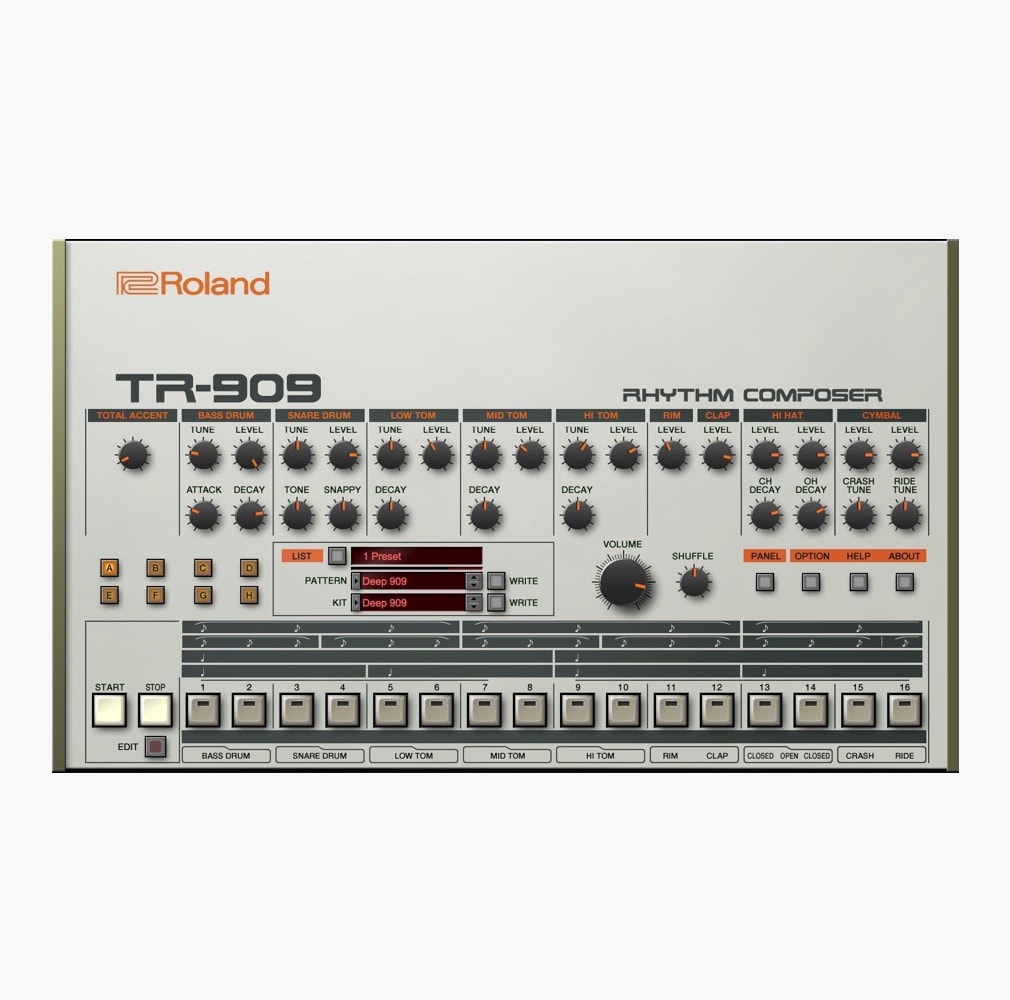 Roland
TR-909
RHYTHM COMPOSER
TOTAL ACCENT BASS DRUM SNARE DRUM LOW TOM MID TOM HI TOM RIM CLAP HI HAT CYMBAL
TUNE LEVEL TUNE LEVEL TUNE LEVEL TUNE LEVEL TUNE LEVEL LEVEL LEVEL LEVEL LEVEL LEVEL LEVEL
ATTACK DECAY TONE SNAPPY DECAY DECAY DECAY CH DECAY OH DECAY CRASH TUNE RIDE TUNE
VOLUME
SHUFFLE
A B C D
E F G H
LIST 1 Preset
PATTERN Deep 909 WRITE
KIT Deep 909 WRITE
PANEL OPTION HELP ABOUT
START STOP 1 2 3 4 5 6 7 8 9 10 11 12 13 14 15 16
EDIT
BASS DRUM SNARE DRUM LOW TOM MID TOM HI TOM RIM CLAP CLOSED OPEN CLOSED CRASH RIDE